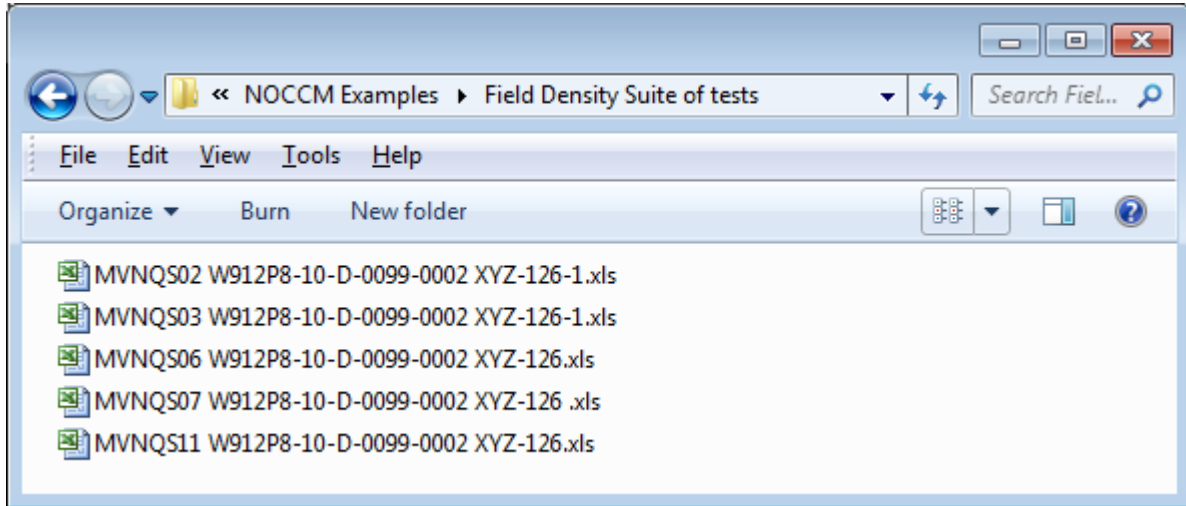 « NOCCM Examples ▸ Field Density Suite of tests Search Fiel...
File Edit View Tools Help
Organize Burn New folder
MVNQS02 W912P8-10-D-0099-0002 XYZ-126-1.xls
MVNQS03 W912P8-10-D-0099-0002 XYZ-126-1.xls
MVNQS06 W912P8-10-D-0099-0002 XYZ-126.xls
MVNQS07 W912P8-10-D-0099-0002 XYZ-126 .xls
MVNQS11 W912P8-10-D-0099-0002 XYZ-126.xls